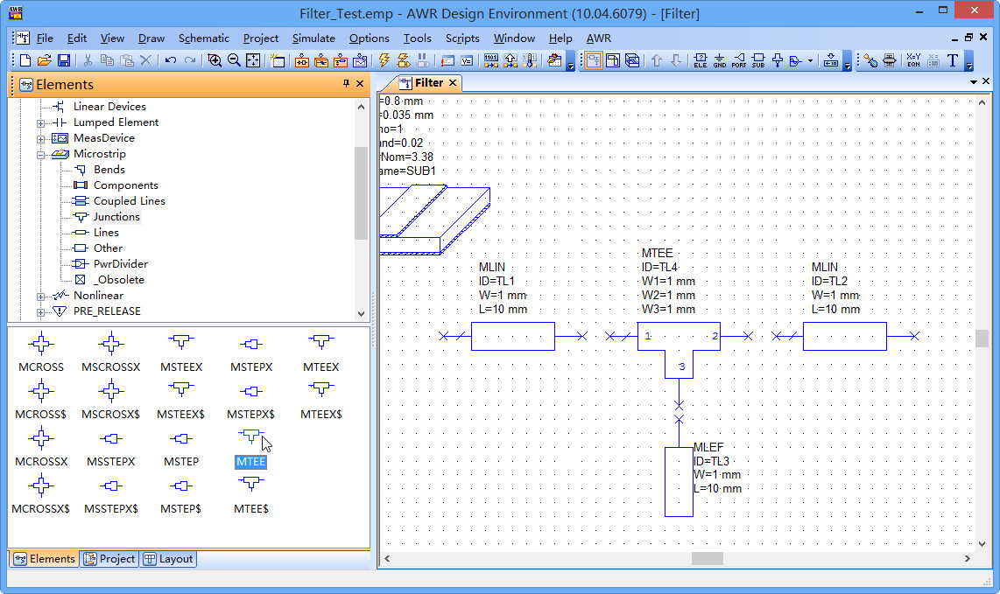 Filter_Test.emp - AWR Design Environment (10.04.6079) - [Filter]
File Edit View Draw Schematic Project Simulate Options Tools Scripts Window Help AWR
ELE GND PORT SUB X=Y EQN T
Elements
Filter
Linear Devices
Lumped Element
MeasDevice
Microstrip
Bends
Components
Coupled Lines
Junctions
Lines
Other
PwrDivider
_Obsolete
Nonlinear
PRE_RELEASE
MCROSS MSCROSSX MSTEEX MSTEPX MTEEX
MCROSS$ MSCROSX$ MSTEEX$ MSTEPX$ MTEEX$
MCROSSX MSSTEPX MSTEP MTEE
MCROSSX$ MSSTEPX$ MSTEP$ MTEE$
Elements Project Layout
=0.8 mm
=0.035 mm
no=1
and=0.02
rNom=3.38
ame=SUB1
MLIN
ID=TL1
W=1 mm
L=10 mm
MTEE
ID=TL4
W1=1 mm
W2=1 mm
W3=1 mm
1 2
3
MLIN
ID=TL2
W=1 mm
L=10 mm
MLEF
ID=TL3
W=1 mm
L=10 mm